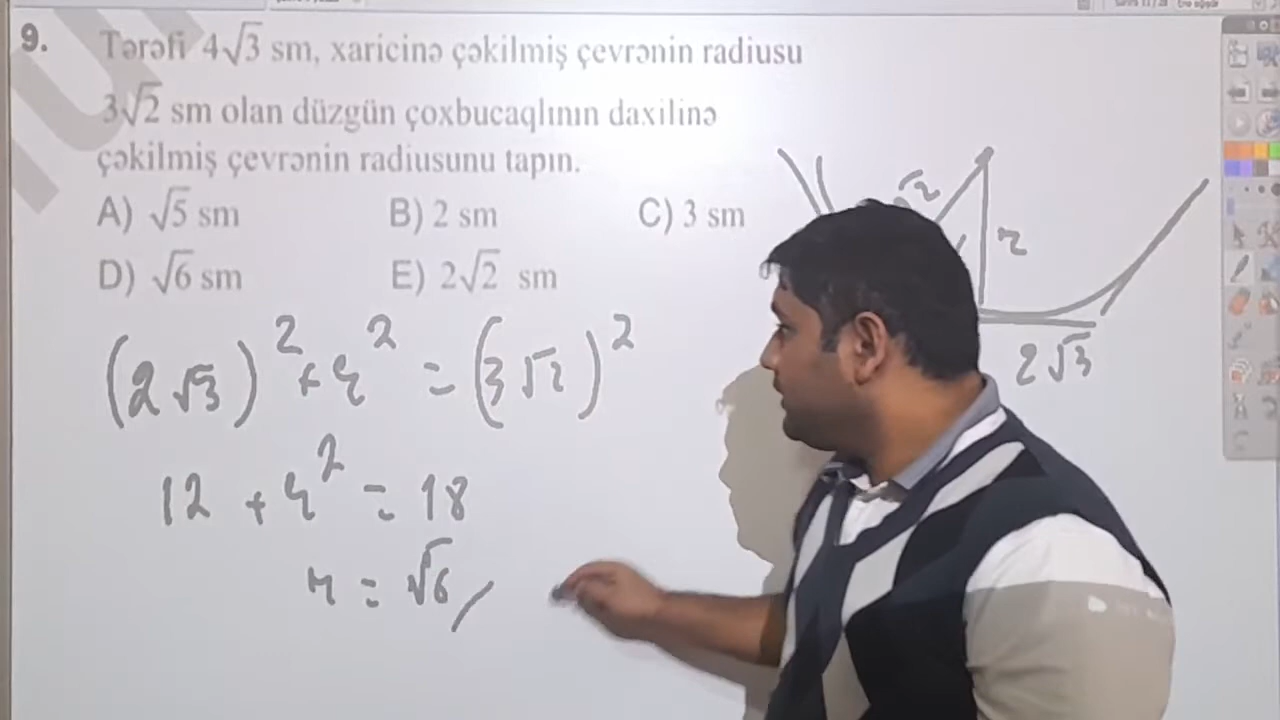 9. Tərəfi 4√3 sm, xaricinə çəkilmiş çevrənin radiusu
3√2 sm olan düzgün çoxbucaqlının daxilinə
çəkilmiş çevrənin radiusunu tapın.
A) √5 sm B) 2 sm C) 3 sm
D) √6 sm E) 2√2 sm
√2
r
2√3
(2√3)² + r² = (3√2)²
12 + r² = 18
r = √6